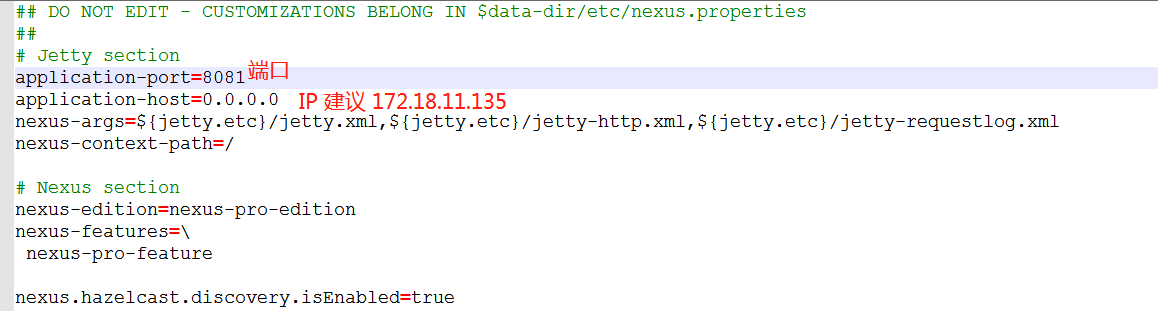 ## DO NOT EDIT - CUSTOMIZATIONS BELONG IN $data-dir/etc/nexus.properties
##
# Jetty section
application-port=8081 端口
application-host=0.0.0.0 IP 建议 172.18.11.135
nexus-args=${jetty.etc}/jetty.xml,${jetty.etc}/jetty-http.xml,${jetty.etc}/jetty-requestlog.xml
nexus-context-path=/
# Nexus section
nexus-edition=nexus-pro-edition
nexus-features=\
nexus-pro-feature
nexus.hazelcast.discovery.isEnabled=true